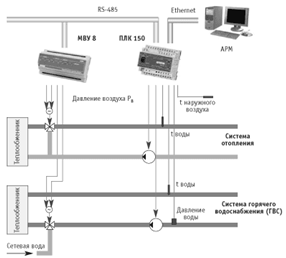 RS-485
Ethernet
МВУ 8
ПЛК 150
АРМ
Давление воздуха Pв
t наружного
воздуха
Теплообменник
t воды
Система
отопления
Теплообменник
t воды
Система горячего
водоснабжения (ГВС)
Давление
воды
Сетевая вода